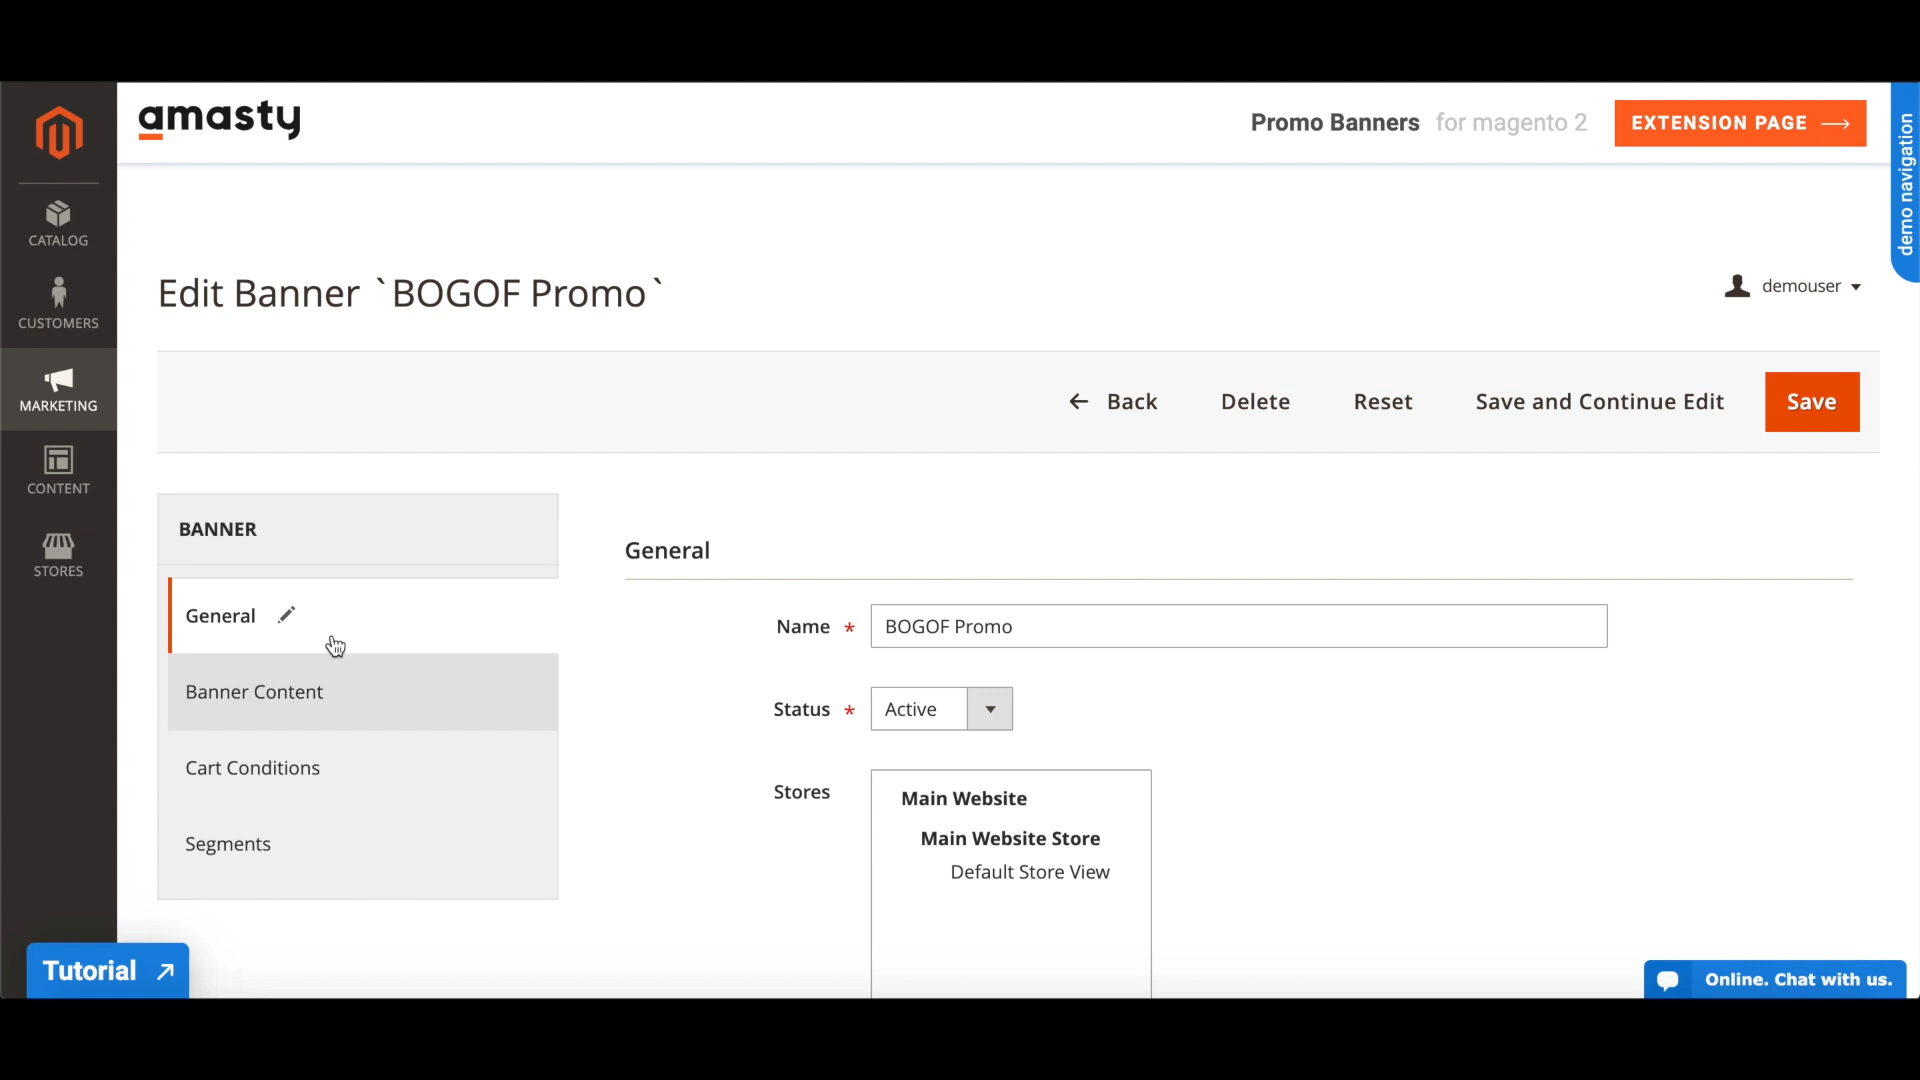 amasty
Promo Banners for magento 2
EXTENSION PAGE
demo navigation
CATALOG
CUSTOMERS
MARKETING
CONTENT
STORES
Edit Banner `BOGOF Promo`
demouser
Back
Delete
Reset
Save and Continue Edit
Save
BANNER
General
Banner Content
Cart Conditions
Segments
General
Name *
BOGOF Promo
Status *
Active
Stores
Main Website
Main Website Store
Default Store View
Tutorial
Online. Chat with us.